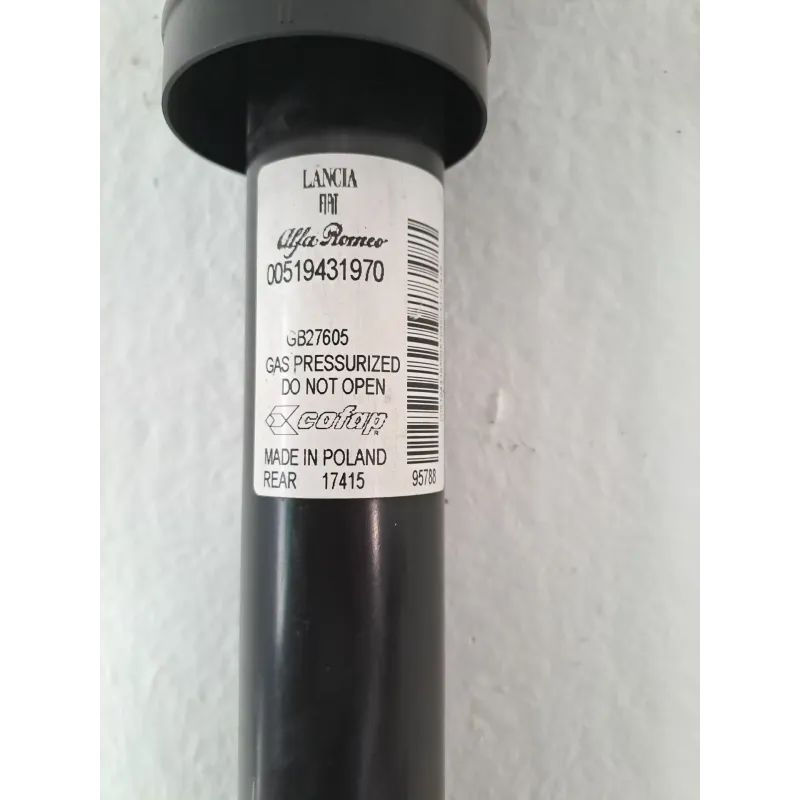 LANCIA
FIAT
Alfa Romeo
00519431970
GB27605
GAS PRESSURIZED
DO NOT OPEN
cofap
MADE IN POLAND
REAR 17415 95788